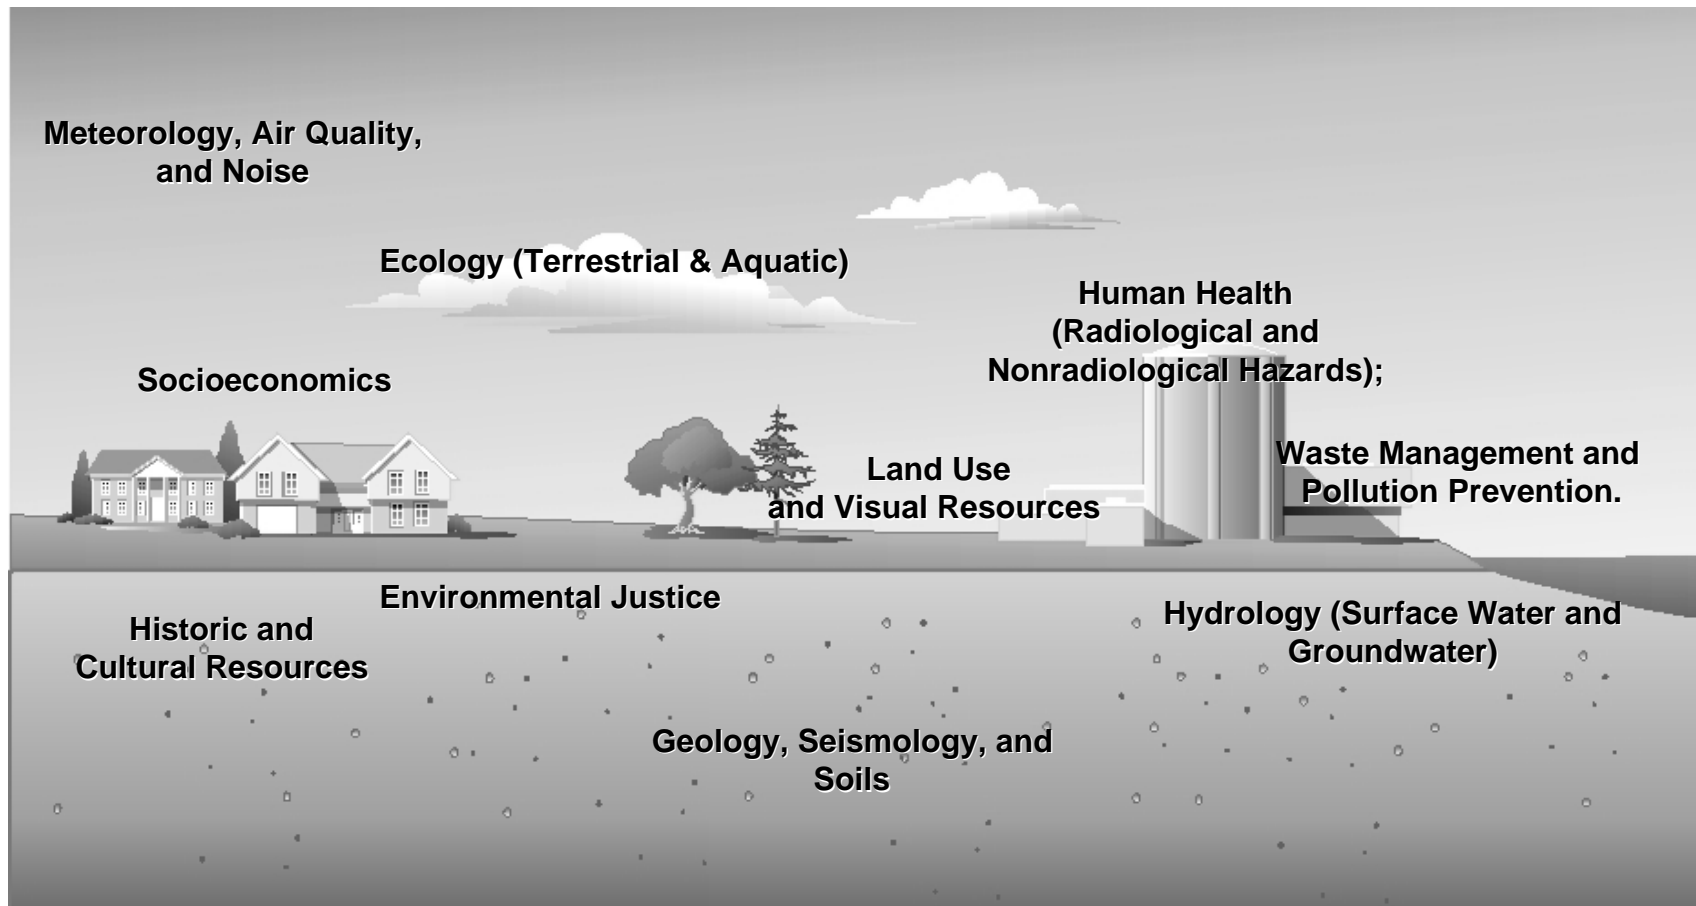 Meteorology, Air Quality,
and Noise
Ecology (Terrestrial & Aquatic)
Human Health
(Radiological and
Nonradiological Hazards);
Socioeconomics
Waste Management and
Pollution Prevention.
Land Use
and Visual Resources
Environmental Justice
Historic and
Cultural Resources
Hydrology (Surface Water and
Groundwater)
Geology, Seismology, and
Soils